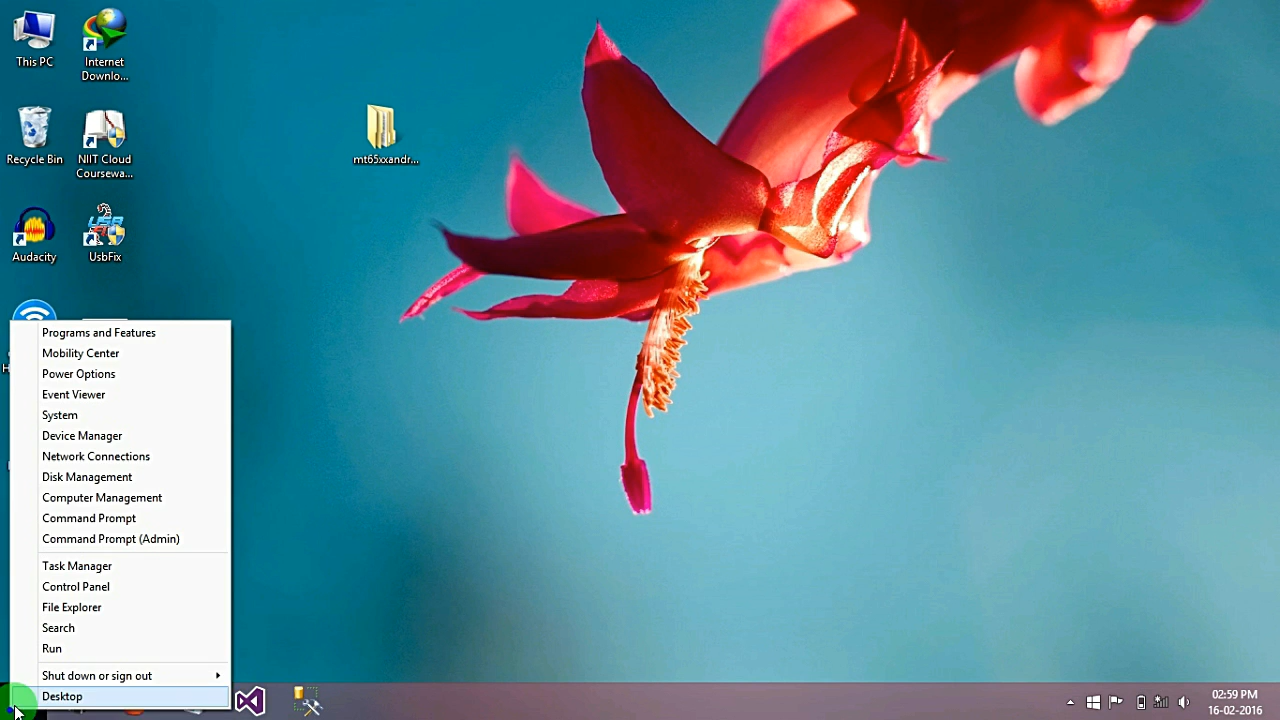 This PC
Internet
Downlo...
Recycle Bin
NIIT Cloud
Coursewa...
mt65xxandr...
Audacity
UsbFix
Programs and Features
Mobility Center
Power Options
Event Viewer
System
Device Manager
Network Connections
Disk Management
Computer Management
Command Prompt
Command Prompt (Admin)
Task Manager
Control Panel
File Explorer
Search
Run
Shut down or sign out
Desktop
02:59 PM
16-02-2016